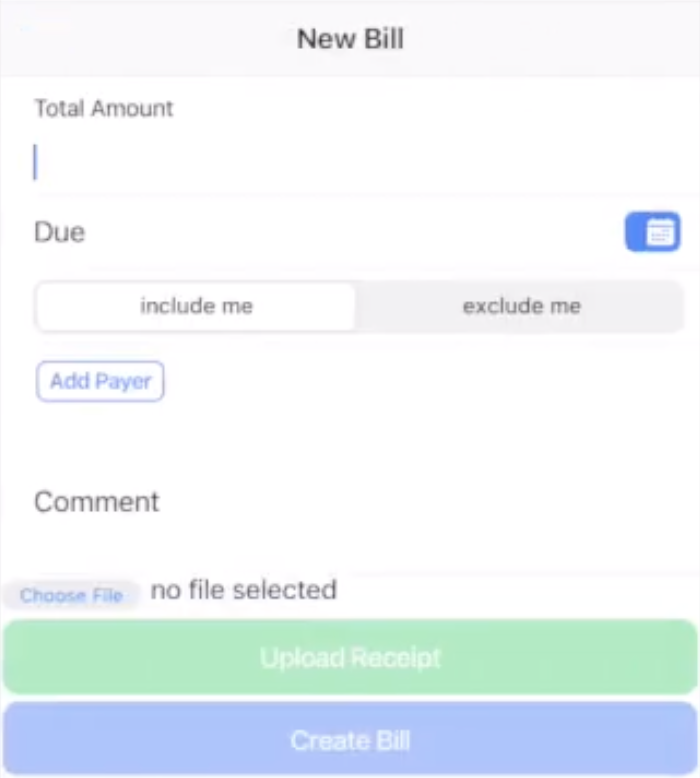 New Bill
Total Amount
Due
include me exclude me
Add Payer
Comment
Choose File no file selected
Upload Receipt
Create Bill